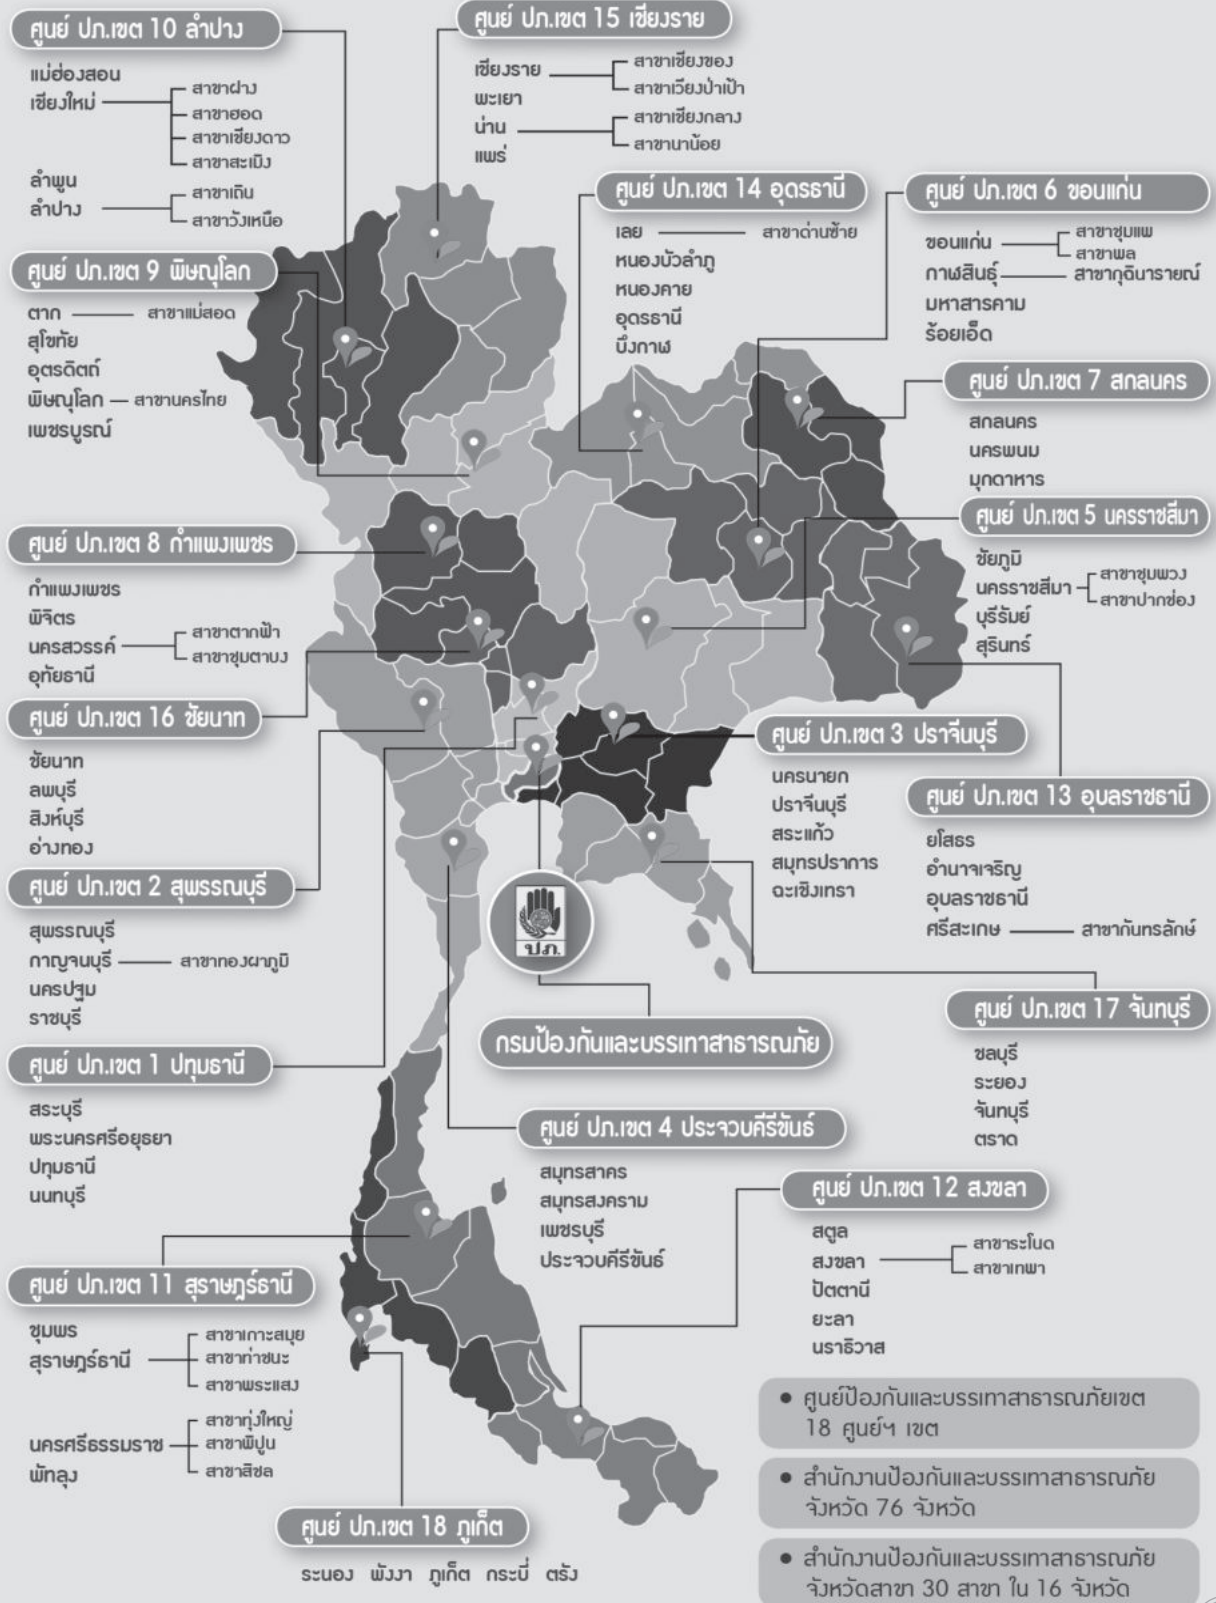 ศูนย์ ปภ.เขต 10 ลำปาง
แม่ฮ่องสอน
เชียงใหม่
สาขาฝาง
สาขาฮอด
สาขาเชียงดาว
สาขาสะเมิง
ลำพูน
ลำปาง
สาขาเถิน
สาขาวังเหนือ
ศูนย์ ปภ.เขต 15 เชียงราย
เชียงราย
สาขาเชียงของ
สาขาเวียงป่าเป้า
พะเยา
น่าน
สาขาเชียงกลาง
สาขานาน้อย
แพร่
ศูนย์ ปภ.เขต 14 อุดรธานี
เลย
สาขาด่านซ้าย
หนองบัวลำภู
หนองคาย
อุดรธานี
บึงกาฬ
ศูนย์ ปภ.เขต 6 ขอนแก่น
ขอนแก่น
สาขาชุมแพ
สาขาพล
กาฬสินธุ์
สาขากุฉินารายณ์
มหาสารคาม
ร้อยเอ็ด
ศูนย์ ปภ.เขต 9 พิษณุโลก
ตาก
สาขาแม่สอด
สุโขทัย
อุตรดิตถ์
พิษณุโลก
สาขานครไทย
เพชรบูรณ์
ศูนย์ ปภ.เขต 7 สกลนคร
สกลนคร
นครพนม
มุกดาหาร
ศูนย์ ปภ.เขต 5 นครราชสีมา
ชัยภูมิ
นครราชสีมา
สาขาชุมพวง
สาขาปากช่อง
บุรีรัมย์
สุรินทร์
ศูนย์ ปภ.เขต 8 กำแพงเพชร
กำแพงเพชร
พิจิตร
นครสวรรค์
สาขาตากฟ้า
สาขาชุมตาบง
อุทัยธานี
ศูนย์ ปภ.เขต 16 ชัยนาท
ชัยนาท
ลพบุรี
สิงห์บุรี
อ่างทอง
ศูนย์ ปภ.เขต 3 ปราจีนบุรี
นครนายก
ปราจีนบุรี
สระแก้ว
สมุทรปราการ
ฉะเชิงเทรา
ศูนย์ ปภ.เขต 13 อุบลราชธานี
ยโสธร
อำนาจเจริญ
อุบลราชธานี
ศรีสะเกษ
สาขากันทรลักษ์
ศูนย์ ปภ.เขต 2 สุพรรณบุรี
สุพรรณบุรี
กาญจนบุรี
สาขาทองผาภูมิ
นครปฐม
ราชบุรี
ปภ.
กรมป้องกันและบรรเทาสาธารณภัย
ศูนย์ ปภ.เขต 17 จันทบุรี
ชลบุรี
ระยอง
จันทบุรี
ตราด
ศูนย์ ปภ.เขต 1 ปทุมธานี
สระบุรี
พระนครศรีอยุธยา
ปทุมธานี
นนทบุรี
ศูนย์ ปภ.เขต 4 ประจวบคีรีขันธ์
สมุทรสาคร
สมุทรสงคราม
เพชรบุรี
ประจวบคีรีขันธ์
ศูนย์ ปภ.เขต 12 สงขลา
สตูล
สงขลา
สาขาระโนด
สาขาเทพา
ปัตตานี
ยะลา
นราธิวาส
ศูนย์ ปภ.เขต 11 สุราษฎร์ธานี
ชุมพร
สุราษฎร์ธานี
สาขาเกาะสมุย
สาขาท่าชนะ
สาขาพระแสง
นครศรีธรรมราช
สาขาทุ่งใหญ่
สาขาพิปูน
สาขาสิชล
พัทลุง
ศูนย์ ปภ.เขต 18 ภูเก็ต
ระนอง พังงา ภูเก็ต กระบี่ ตรัง
• ศูนย์ป้องกันและบรรเทาสาธารณภัยเขต
18 ศูนย์ฯ เขต
• สำนักงานป้องกันและบรรเทาสาธารณภัย
จังหวัด 76 จังหวัด
• สำนักงานป้องกันและบรรเทาสาธารณภัย
จังหวัดสาขา 30 สาขา ใน 16 จังหวัด